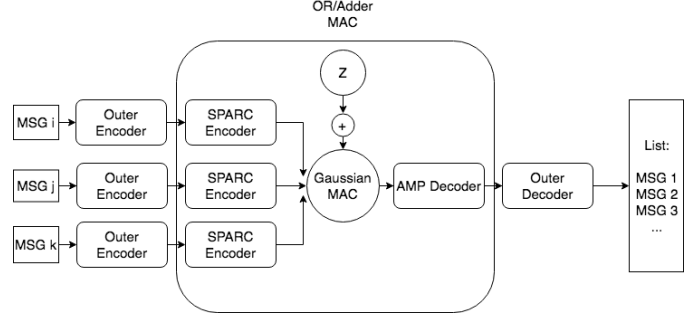 OR/Adder
MAC
Z
+
MSG i
Outer
Encoder
SPARC
Encoder
MSG j
Outer
Encoder
SPARC
Encoder
Gaussian
MAC
AMP Decoder
Outer
Decoder
MSG k
Outer
Encoder
SPARC
Encoder
List:
MSG 1
MSG 2
MSG 3
...